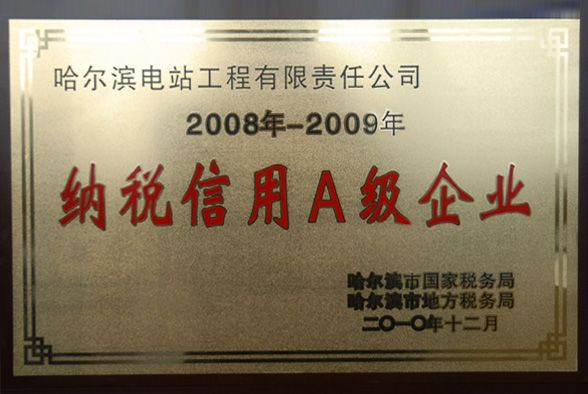 哈尔滨电站工程有限责任公司
2008年-2009年
纳税信用A级企业
哈尔滨市国家税务局
哈尔滨市地方税务局
二〇一〇年十二月